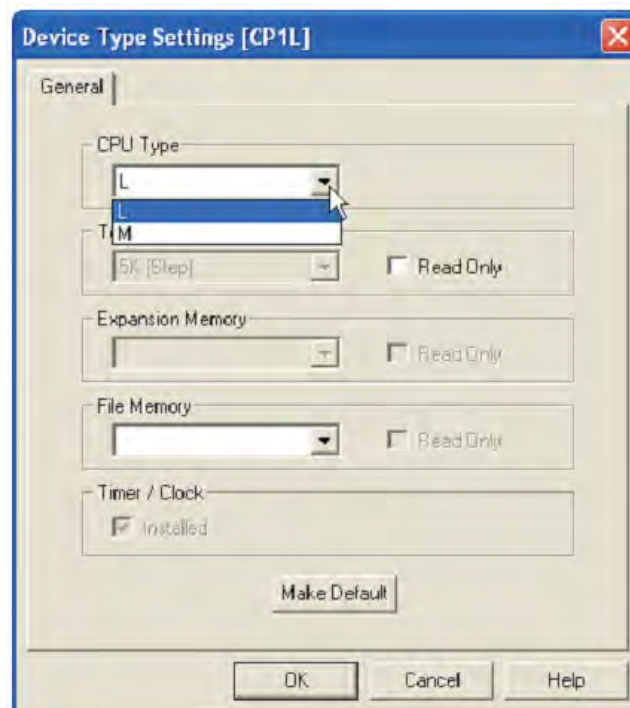 Device Type Settings [CP1L]
General
CPU Type
L
L
M
5K [Step]
Read Only
Expansion Memory
Read Only
File Memory
Read Only
Timer / Clock
Installed
Make Default
OK Cancel Help